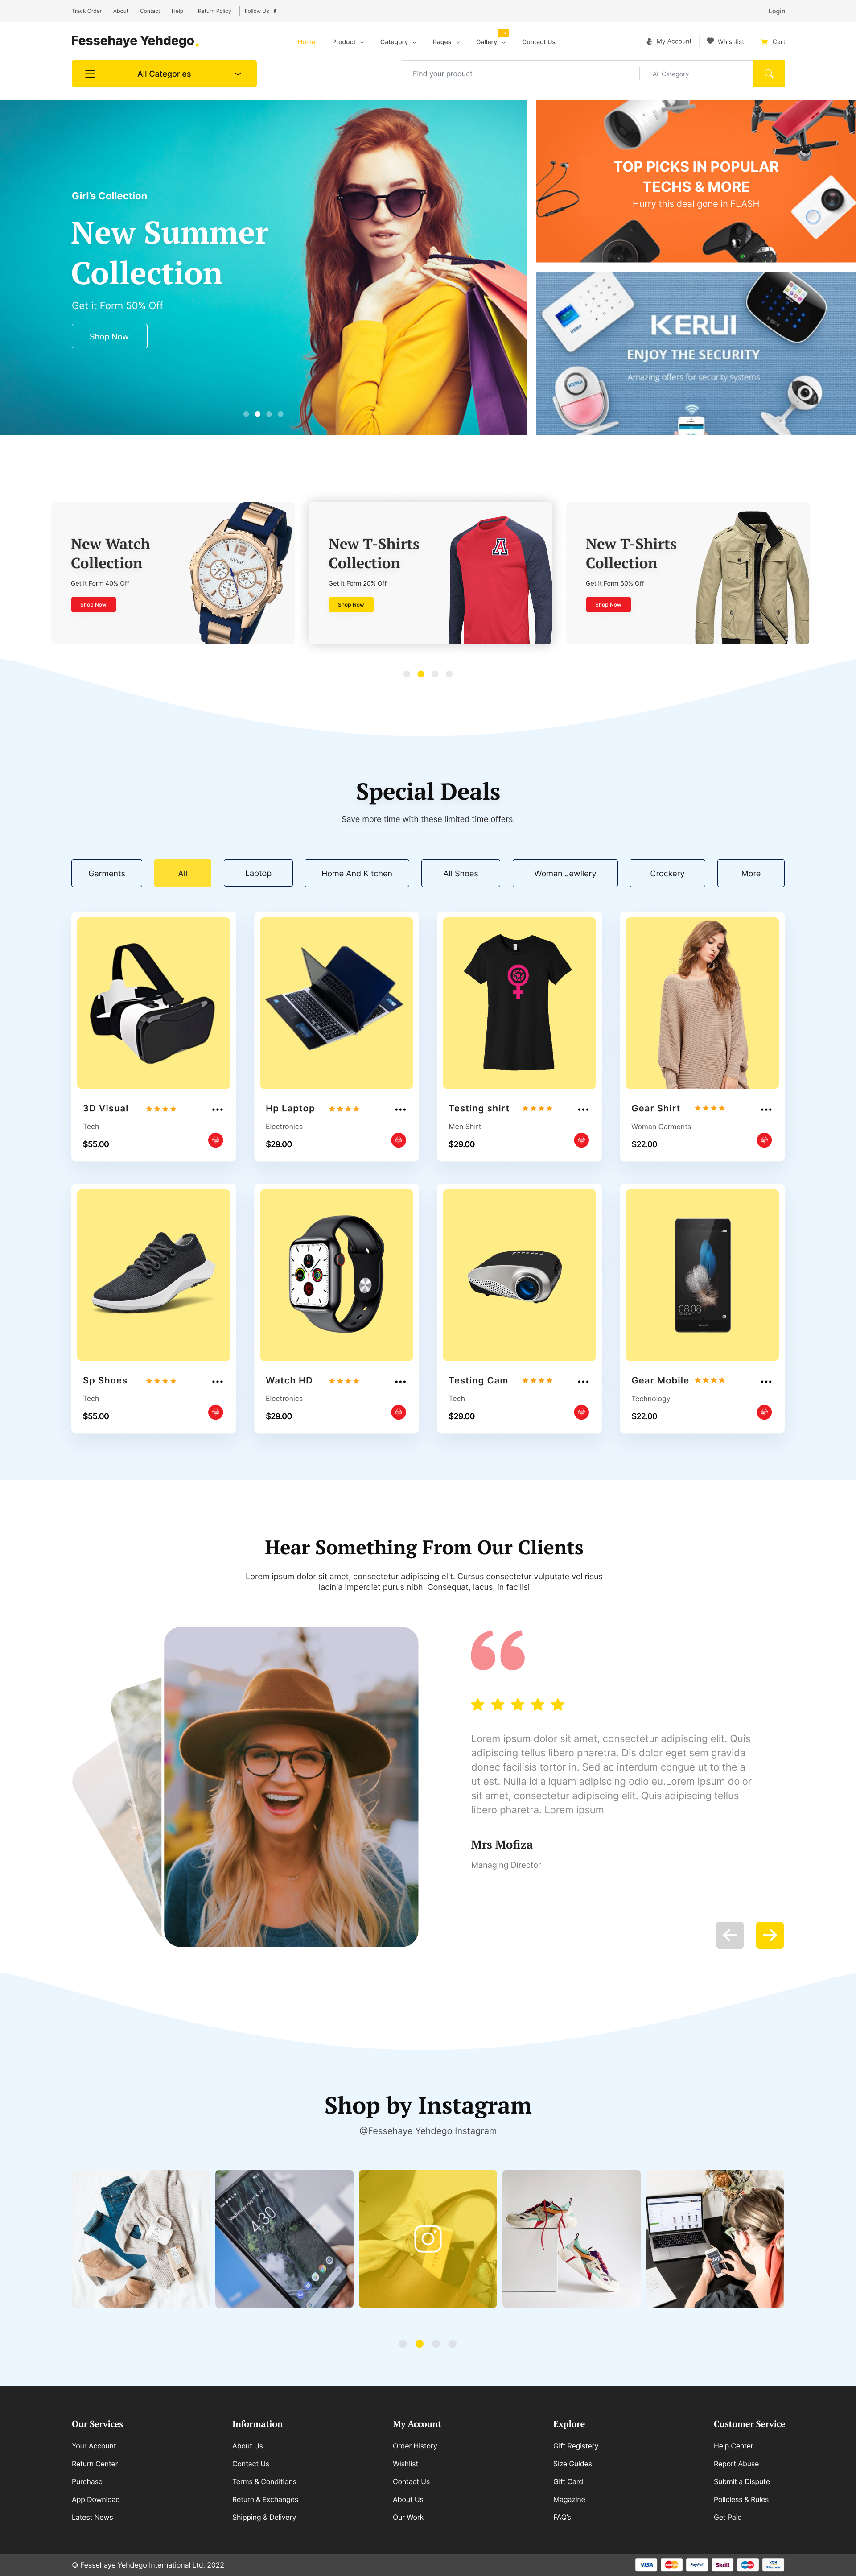 Track Order About Contact Help Return Policy Follow Us Login
Fessehaye Yehdego.
Home Product Category Pages Gallery Contact Us
My Account Whishlist Cart
All Categories
Find your product All Category
Girl's Collection
New Summer
Collection
Get it Form 50% Off
Shop Now
TOP PICKS IN POPULAR
TECHS & MORE
Hurry this deal gone in FLASH
KERUI
ENJOY THE SECURITY
Amazing offers for security systems
New Watch
Collection
Get it Form 40% Off
Shop Now
New T-Shirts
Collection
Get it Form 20% Off
Shop Now
A
New T-Shirts
Collection
Get it Form 60% Off
Shop Now
Special Deals
Save more time with these limited time offers.
Garments All Laptop Home And Kitchen All Shoes Woman Jewllery Crockery More
3D Visual
Tech
$55.00
Hp Laptop
Electronics
$29.00
Testing shirt
Men Shirt
$29.00
Gear Shirt
Woman Garments
$22.00
Sp Shoes
Tech
$55.00
Watch HD
Electronics
$29.00
Testing Cam
Tech
$29.00
08:08
Gear Mobile
Technology
$22.00
Hear Something From Our Clients
Lorem ipsum dolor sit amet, consectetur adipiscing elit. Cursus consectetur vulputate vel risus
lacinia imperdiet purus nibh. Consequat, lacus, in facilisi
Lorem ipsum dolor sit amet, consectetur adipiscing elit. Quis
adipiscing tellus libero pharetra. Dis dolor eget sem gravida
donec facilisis tortor in. Sed ac interdum congue ut to the a
ut est. Nulla id aliquam adipiscing odio eu.Lorem ipsum dolor
sit amet, consectetur adipiscing elit. Quis adipiscing tellus
libero pharetra. Lorem ipsum
Mrs Mofiza
Managing Director
Shop by Instagram
@Fessehaye Yehdego Instagram
4:30
Our Services
Your Account
Return Center
Purchase
App Download
Latest News
Information
About Us
Contact Us
Terms & Conditions
Return & Exchanges
Shipping & Delivery
My Account
Order History
Wishlist
Contact Us
About Us
Our Work
Explore
Gift Registery
Size Guides
Gift Card
Magazine
FAQ's
Customer Service
Help Center
Report Abuse
Submit a Dispute
Policiess & Rules
Get Paid
© Fessehaye Yehdego International Ltd. 2022
VISA PayPal Skrill VISA